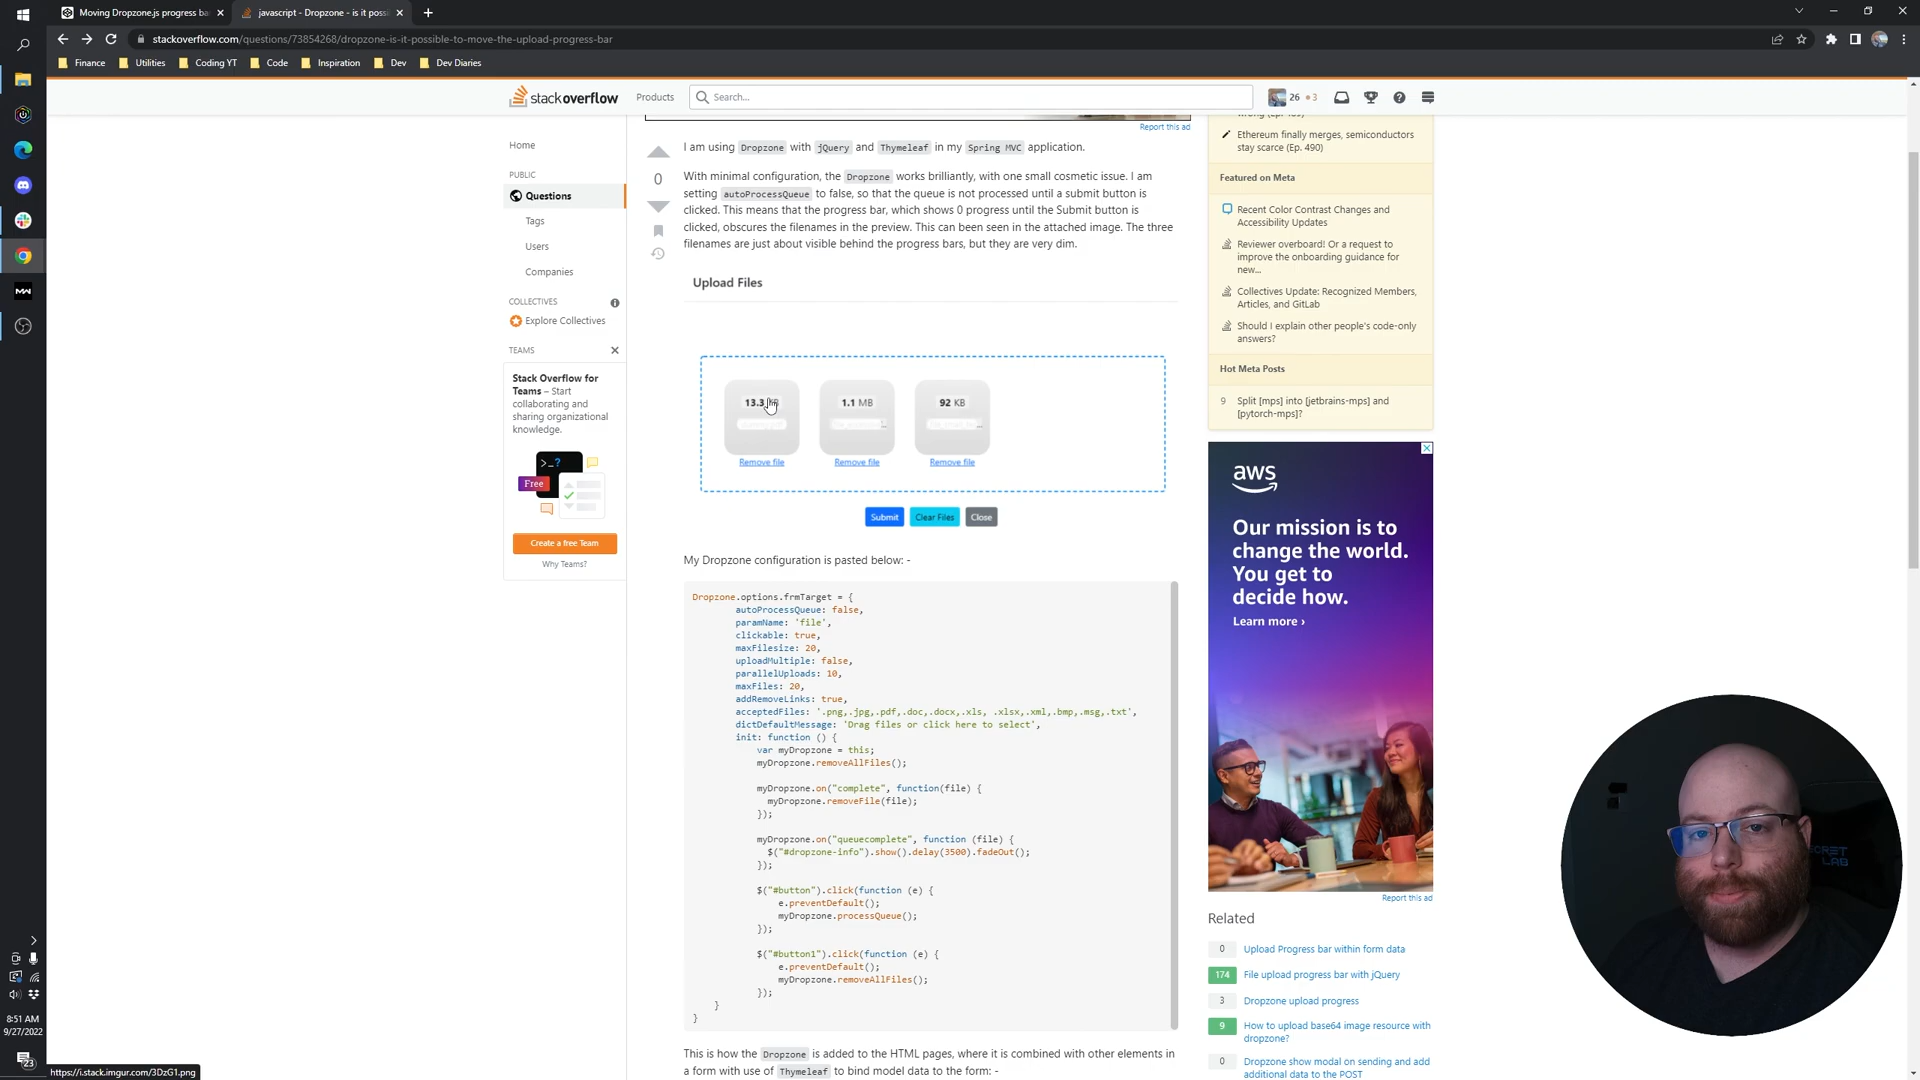 Moving Dropzone.js progress ba
javascript - Dropzone - is it possi
stackoverflow.com/questions/73854268/dropzone-is-it-possible-to-move-the-upload-progress-bar
Finance
Utilities
Coding YT
Code
Inspiration
Dev
Dev Diaries
stackoverflow
Products
Search...
26
3
Report this ad
Home
PUBLIC
Questions
Tags
Users
Companies
COLLECTIVES
Explore Collectives
TEAMS
Stack Overflow for
Teams – Start
collaborating and
sharing organizational
knowledge.
>_?
Free
Create a free Team
Why Teams?
0
I am using Dropzone with jQuery and Thymeleaf in my Spring MVC application.
With minimal configuration, the Dropzone works brilliantly, with one small cosmetic issue. I am
setting autoProcessQueue to false, so that the queue is not processed until a submit button is
clicked. This means that the progress bar, which shows 0 progress until the Submit button is
clicked, obscures the filenames in the preview. This can been seen in the attached image. The three
filenames are just about visible behind the progress bars, but they are very dim.
Upload Files
13.3
1.1 MB
92 KB
Remove file
Remove file
Remove file
Submit
Clear Files
Close
My Dropzone configuration is pasted below: -
Dropzone.options.frmTarget = {
autoProcessQueue: false,
paramName: 'file',
clickable: true,
maxFilesize: 20,
uploadMultiple: false,
parallelUploads: 10,
maxFiles: 20,
addRemoveLinks: true,
acceptedFiles: '.png,.jpg,.pdf,.doc,.docx,.xls, .xlsx,.xml,.bmp,.msg,.txt',
dictDefaultMessage: 'Drag files or click here to select',
init: function () {
var myDropzone = this;
myDropzone.removeAllFiles();
myDropzone.on("complete", function(file) {
myDropzone.removeFile(file);
});
myDropzone.on("queuecomplete", function (file) {
$("#dropzone-info").show().delay(3500).fadeOut();
});
$("#button").click(function (e) {
e.preventDefault();
myDropzone.processQueue();
});
$("#button1").click(function (e) {
e.preventDefault();
myDropzone.removeAllFiles();
});
}
}
This is how the Dropzone is added to the HTML pages, where it is combined with other elements in
a form with use of Thymeleaf to bind model data to the form: -
Ethereum finally merges, semiconductors
stay scarce (Ep. 490)
Featured on Meta
Recent Color Contrast Changes and
Accessibility Updates
Reviewer overboard! Or a request to
improve the onboarding guidance for
new...
Collectives Update: Recognized Members,
Articles, and GitLab
Should I explain other people's code-only
answers?
Hot Meta Posts
9
Split [mps] into [jetbrains-mps] and
[pytorch-mps]?
aws
Our mission is to
change the world.
You get to
decide how.
Learn more ›
Report this ad
Related
0
Upload Progress bar within form data
174
File upload progress bar with jQuery
3
Dropzone upload progress
9
How to upload base64 image resource with
dropzone?
0
Dropzone show modal on sending and add
additional data to the POST
MW
8:51 AM
9/27/2022
23
https://i.stack.imgur.com/3DzG1.png